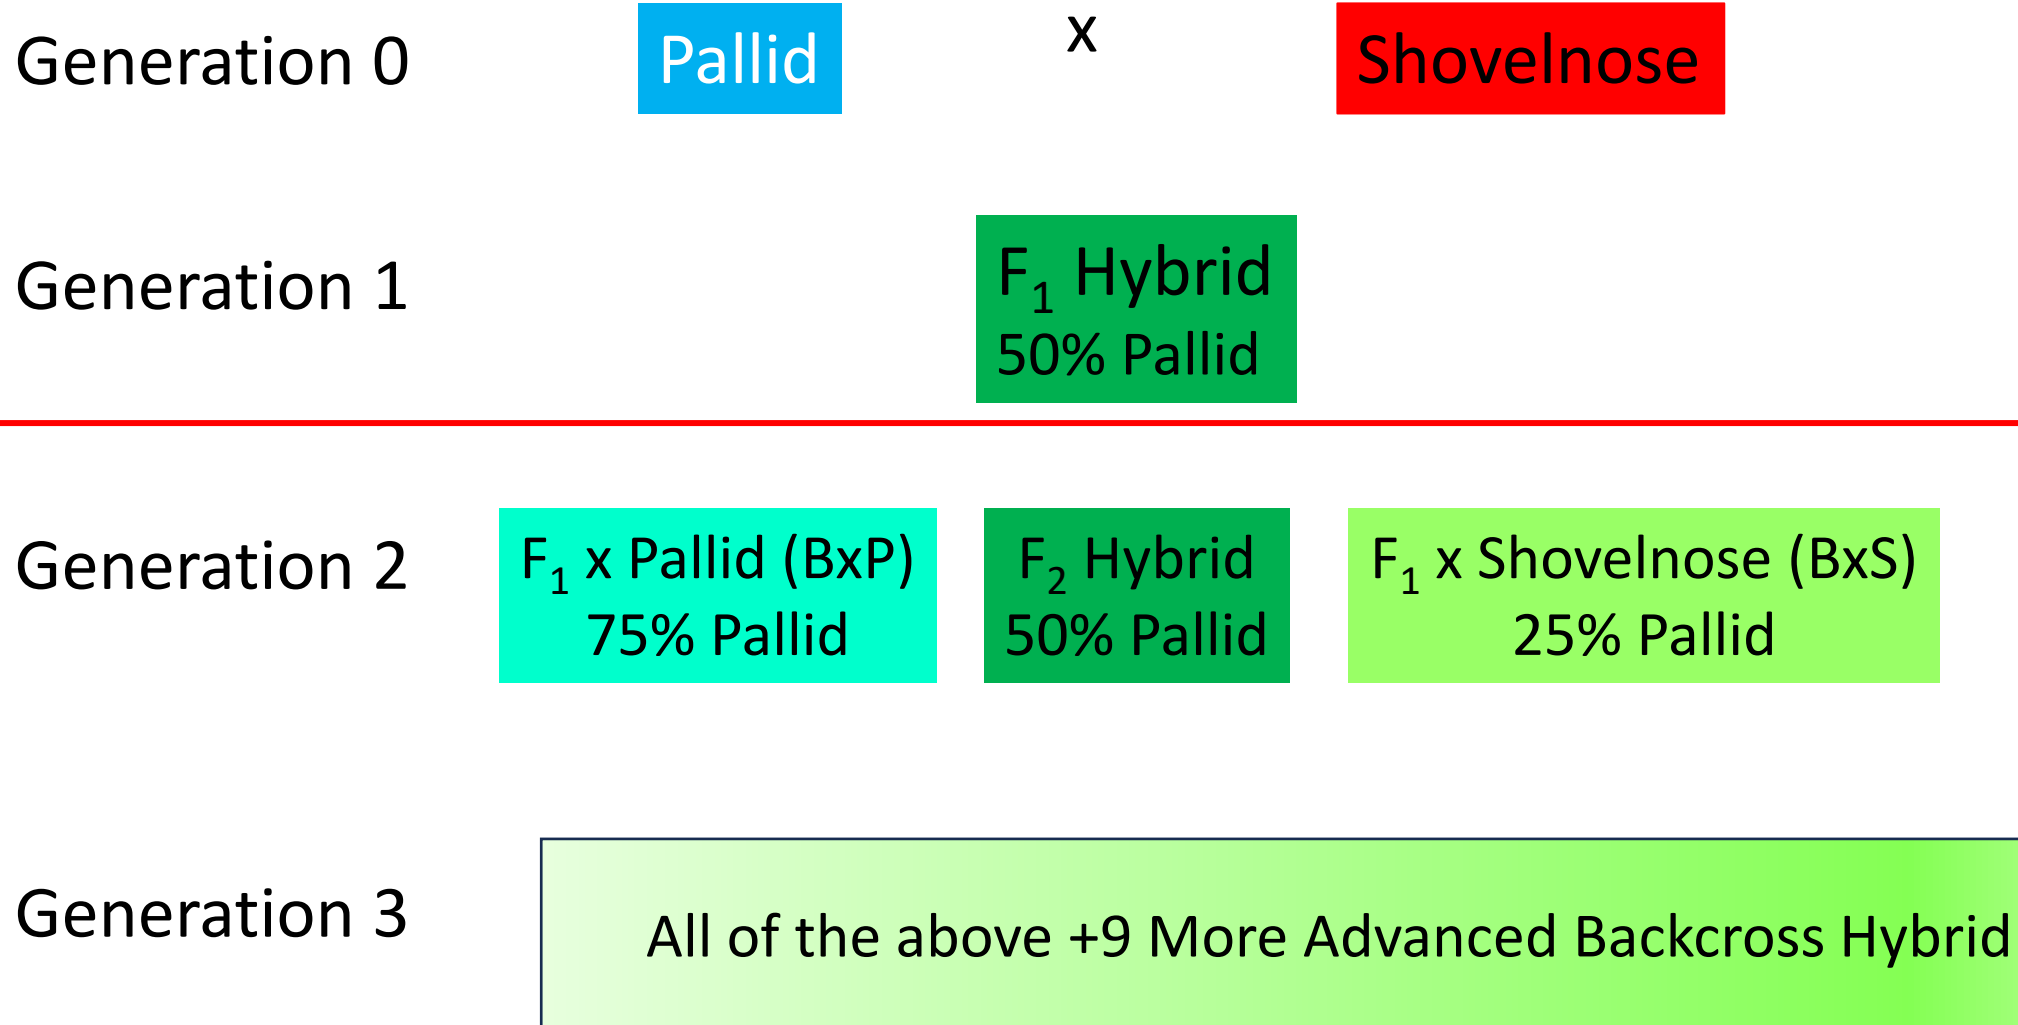 Generation 0 Pallid x Shovelnose
Generation 1
F₁ Hybrid
50% Pallid
Generation 2
F₁ x Pallid (BxP)
75% Pallid
F₂ Hybrid
50% Pallid
F₁ x Shovelnose (BxS)
25% Pallid
Generation 3
All of the above +9 More Advanced Backcross Hybrid